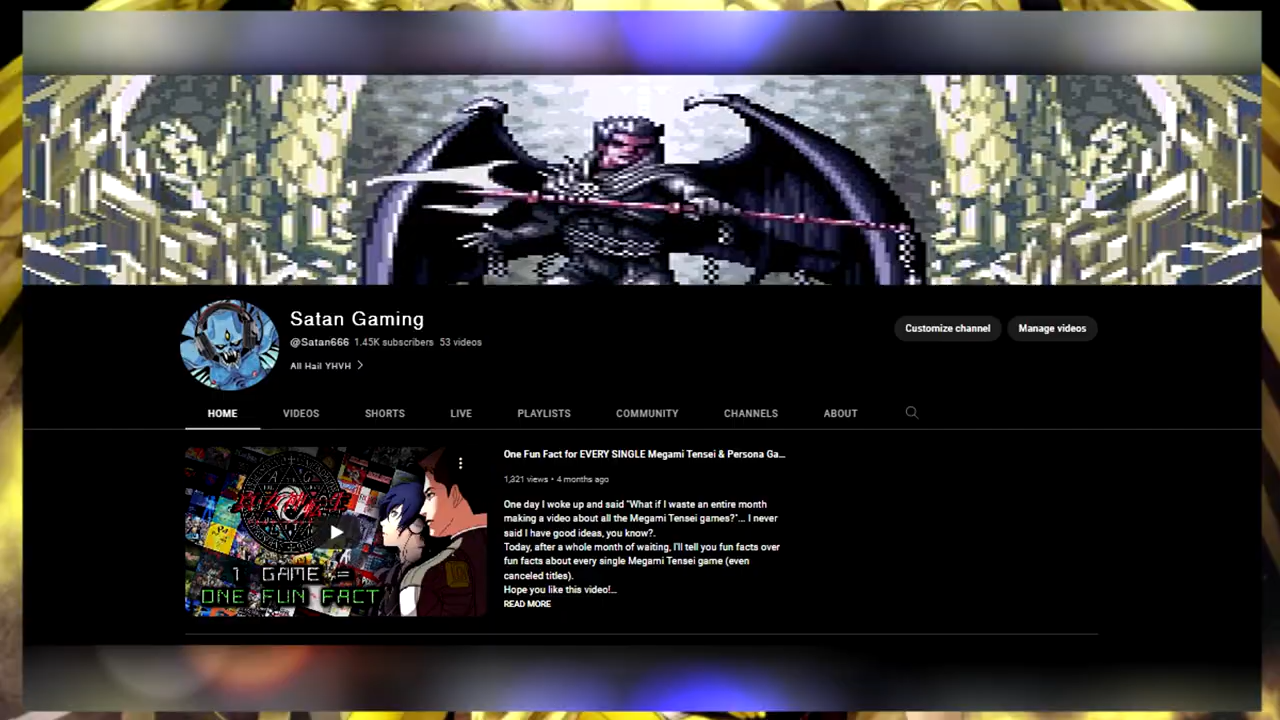 Satan Gaming
@Satan666 1.45K subscribers 53 videos
All Hail YHVH
Customize channel
Manage videos
HOME VIDEOS SHORTS LIVE PLAYLISTS COMMUNITY CHANNELS ABOUT
1 GAME =
ONE FUN FACT
One Fun Fact for EVERY SINGLE Megami Tensei & Persona Ga...
1,321 views • 4 months ago
One day I woke up and said "What if I waste an entire month
making a video about all the Megami Tensei games?"... I never
said I have good ideas, you know?.
Today, after a whole month of waiting, I'll tell you fun facts over
fun facts about every single Megami Tensei game (even
canceled titles).
Hope you like this video!...
READ MORE